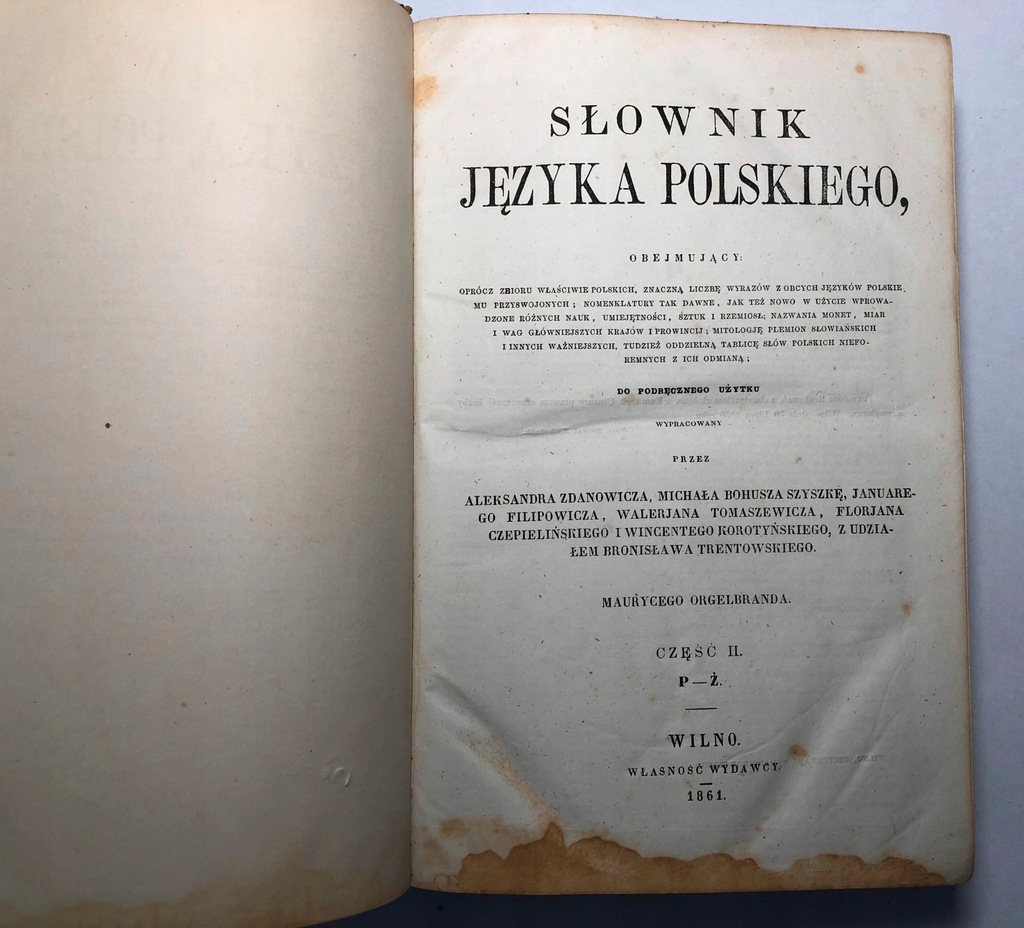 SŁOWNIK
JĘZYKA POLSKIEGO,
OBEJMUJĄCY:
OPRÓCZ ZBIORU WŁAŚCIWIE POLSKICH, ZNACZNĄ LICZBĘ WYRAZÓW Z OBCYCH JĘZYKÓW POLSKIE
MU PRZYSWOJONYCH; NOMENKLATURY TAK DAWNE, JAK TEŻ NOWO W UŻYCIE WPROWA-
DZONE RÓŻNYCH NAUK, UMIEJĘTNOŚCI, SZTUK I RZEMIOSŁ; NAZWANIA MONET, MIAR
I WAG GŁÓWNIEJSZYCH KRAJÓW I PROWINCIJ; MITOLOGJĘ PLEMION SŁOWIAŃSKICH
I INNYCH WAŻNIEJSZYCH, TUDZIEŻ ODDZIELNĄ TABLICĘ SŁÓW POLSKICH NIEFO-
REMNYCH Z ICH ODMIANĄ;
DO PODRĘCZNEGO UŻYTKU
WYPRACOWANY
PRZEZ
ALEKSANDRA ZDANOWICZA, MICHAŁA BOHUSZA SZYSZKĘ, JANUARE-
GO FILIPOWICZA, WALERJANA TOMASZEWICZA, FLORJANA
CZEPIELIŃSKIEGO I WINCENTEGO KOROTYŃSKIEGO, Z UDZIA-
ŁEM BRONISŁAWA TRENTOWSKIEGO.
MAURYCEGO ORGELBRANDA.
CZĘŚĆ II.
P—Ż.
WILNO.
WŁASNOŚĆ WYDAWCY.
1861.